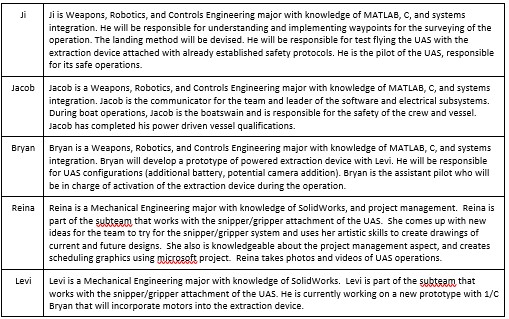 Ji
Ji is Weapons, Robotics, and Controls Engineering major with knowledge of MATLAB, C, and systems
integration. He will be responsible for understanding and implementing waypoints for the surveying of the
operation. The landing method will be devised. He will be responsible for test flying the UAS with the
extraction device attached with already established safety protocols. He is the pilot of the UAS, responsible
for its safe operations.
Jacob
Jacob is a Weapons, Robotics, and Controls Engineering major with knowledge of MATLAB, C, and systems
integration. Jacob is the communicator for the team and leader of the software and electrical subsystems.
During boat operations, Jacob is the boatswain and is responsible for the safety of the crew and vessel.
Jacob has completed his power driven vessel qualifications.
Bryan
Bryan is a Weapons, Robotics, and Controls Engineering major with knowledge of MATLAB, C, and systems
integration. Bryan will develop a prototype of powered extraction device with Levi. He will be responsible
for UAS configurations (additional battery, potential camera addition). Bryan is the assistant pilot who will
be in charge of activation of the extraction device during the operation.
Reina
Reina is a Mechanical Engineering major with knowledge of SolidWorks, and project management. Reina is
part of the subteam that works with the snipper/gripper attachment of the UAS. She comes up with new
ideas for the team to try for the snipper/gripper system and uses her artistic skills to create drawings of
current and future designs. She also is knowledgeable about the project management aspect, and creates
scheduling graphics using microsoft project. Reina takes photos and videos of UAS operations.
Levi
Levi is a Mechanical Engineering major with knowledge of SolidWorks. Levi is part of the subteam that
works with the snipper/gripper attachment of the UAS. He is currently working on a new prototype with 1/C
Bryan that will incorporate motors into the extraction device.